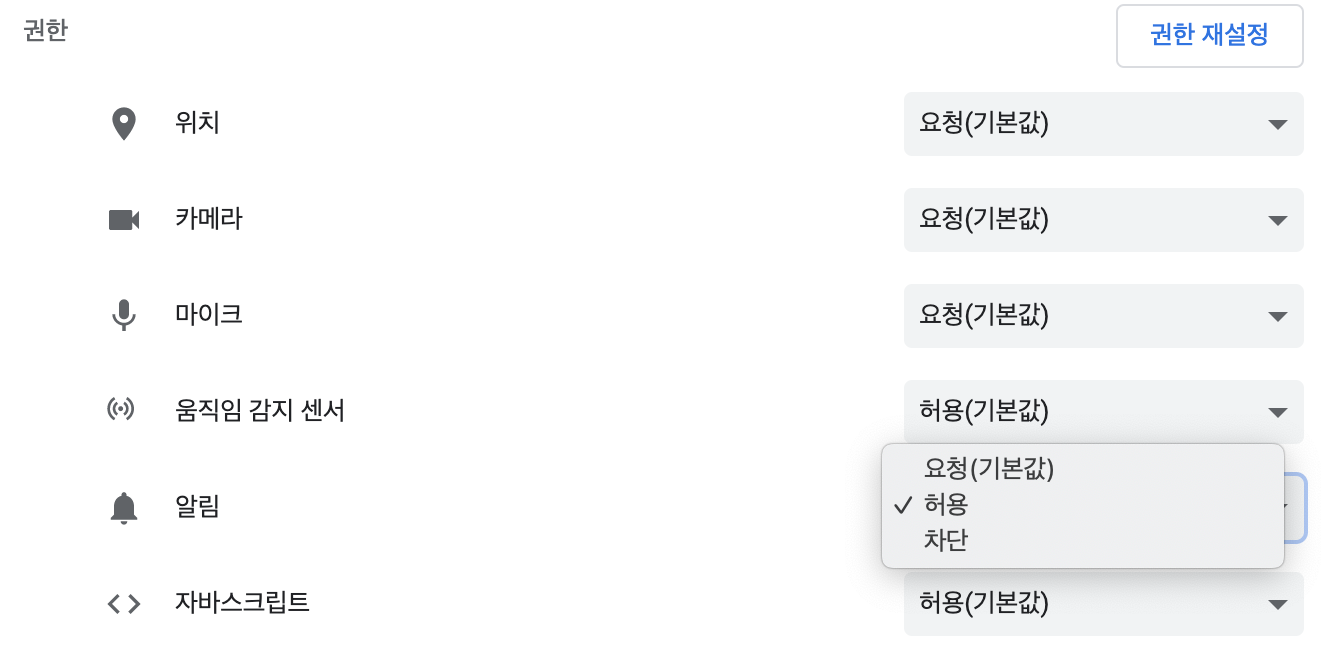 권한
권한 재설정
위치
요청(기본값)
카메라
요청(기본값)
마이크
요청(기본값)
움직임 감지 센서
허용(기본값)
알림
요청(기본값)
허용
차단
자바스크립트
허용(기본값)